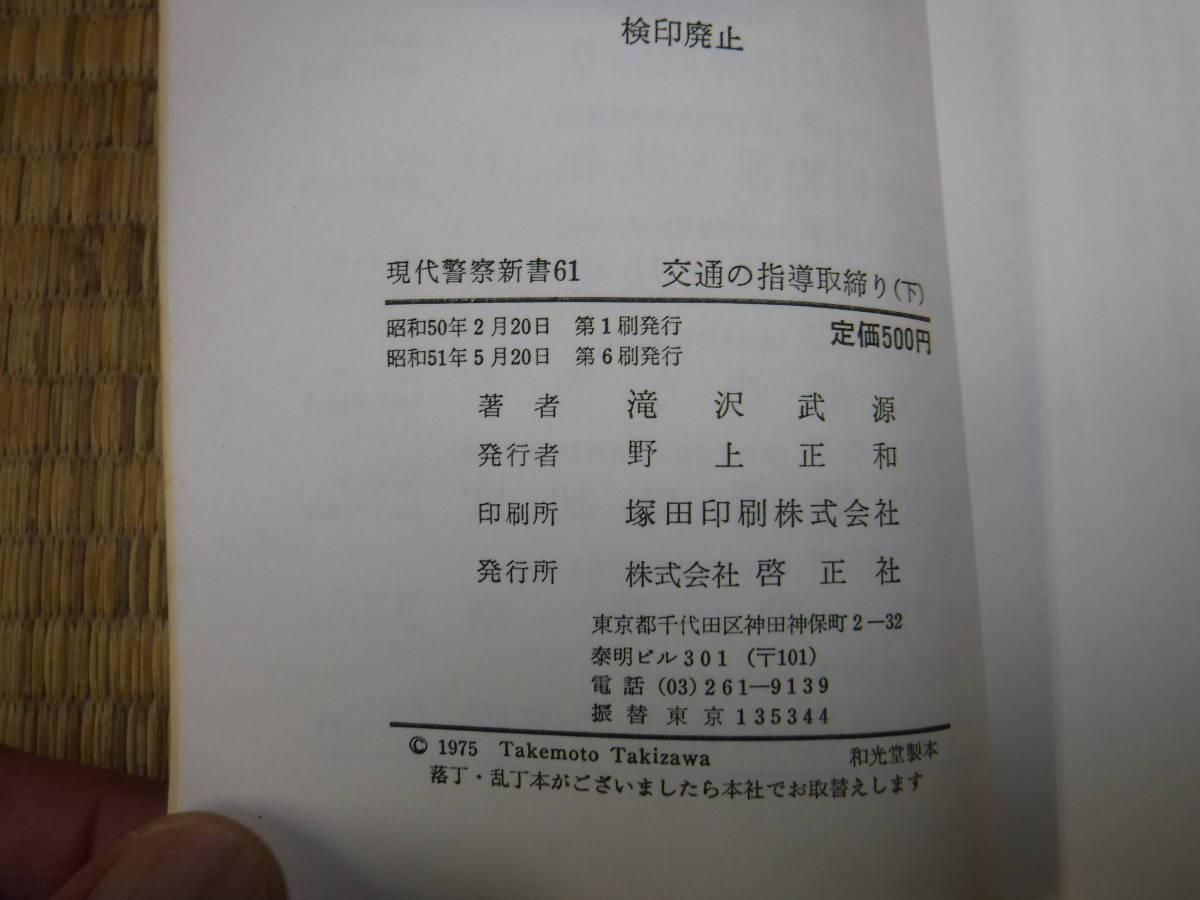 検印廃止
現代警察新書61 交通の指導取締り(下)
昭和50年2月20日 第1刷発行
定価500円
昭和51年5月20日 第6刷発行
著者 滝沢武源
発行者 野上正和
印刷所 塚田印刷株式会社
発行所 株式会社 啓正社
東京都千代田区神田神保町2―32
泰明ビル301 (〒101)
電話 (03) 261―9139
振替 東京 135344
© 1975 Takemoto Takizawa 和光堂製本
落丁・乱丁本がございましたら本社でお取替えします